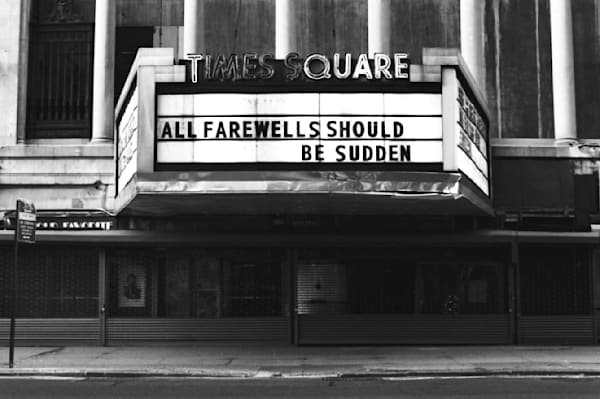 TIMES SQUARE
ALL FAREWELLS SHOULD
BE SUDDEN